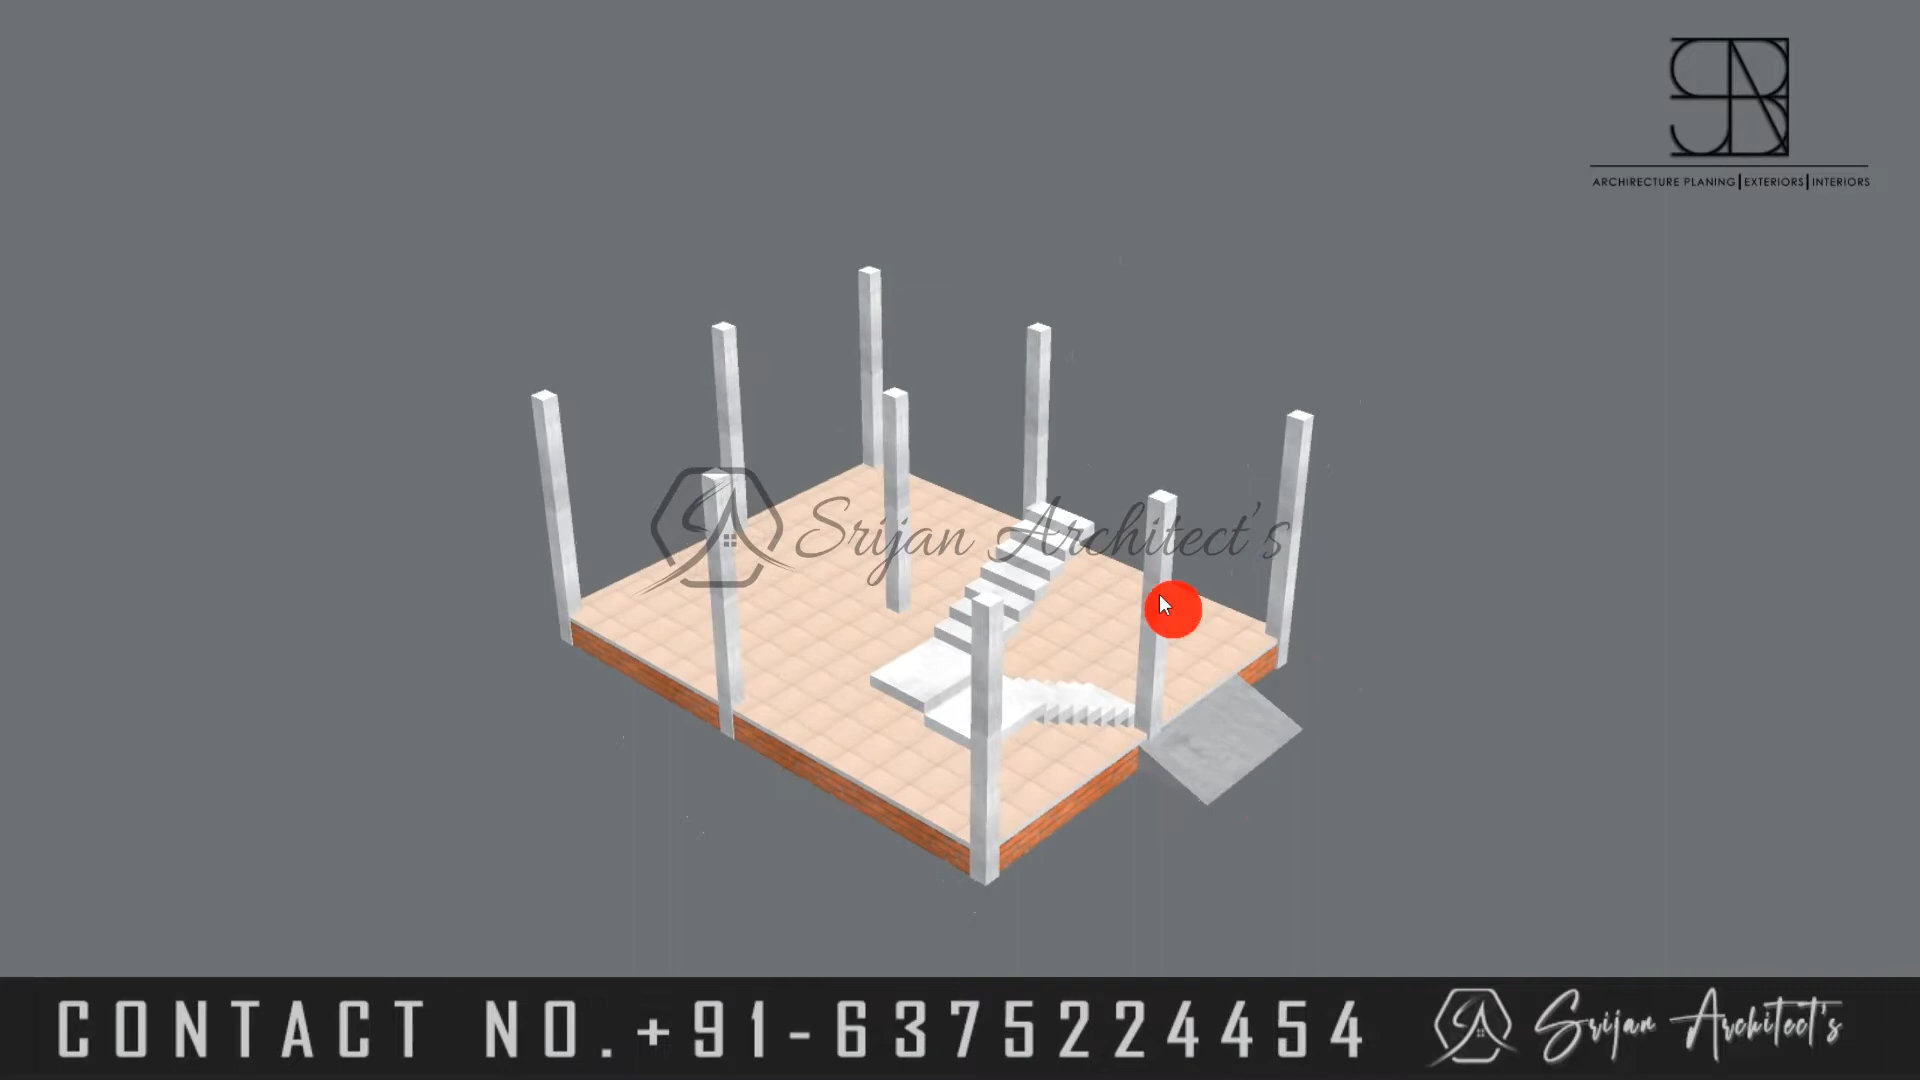 ARCHIRECTURE PLANING|EXTERIORS|INTERIORS
Srijan Architect's
CONTACT NO.+91-6375224454
Srijan Architect's